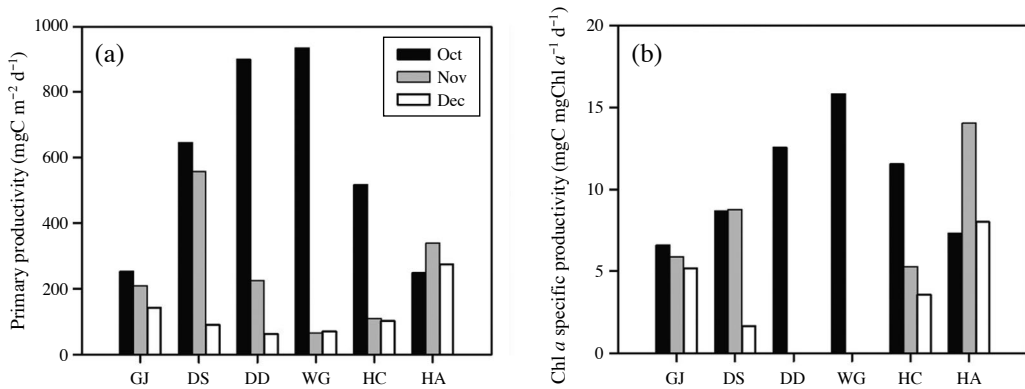 (a)
Oct
Nov
Dec
Primary productivity (mgC m⁻² d⁻¹)
1000
800
600
400
200
0
GJ DS DD WG HC HA
(b)
Chl a specific productivity (mgC mgChl a⁻¹ d⁻¹)
20
15
10
5
0
GJ DS DD WG HC HA